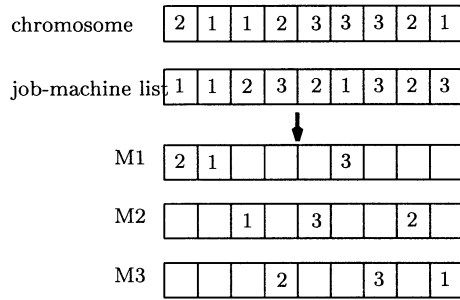 chromosome 2 1 1 2 3 3 3 2 1
job-machine list 1 1 2 3 2 1 3 2 3
M1 2 1 3
M2 1 3 2
M3 2 3 1